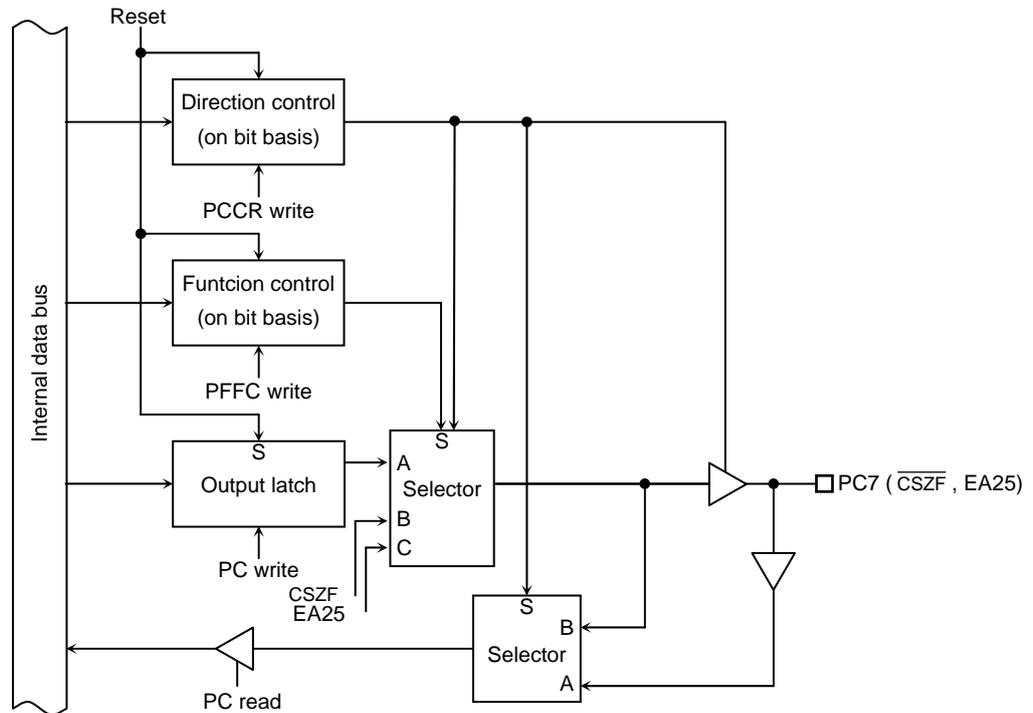 Reset
Direction control
(on bit basis)
PCCR write
Funtcion control
(on bit basis)
PFFC write
Internal data bus
S
Output latch
PC write
S
A
Selector
B
C
CSZF
EA25
PC7 ( CSZF , EA25)
S
B
Selector
A
PC read